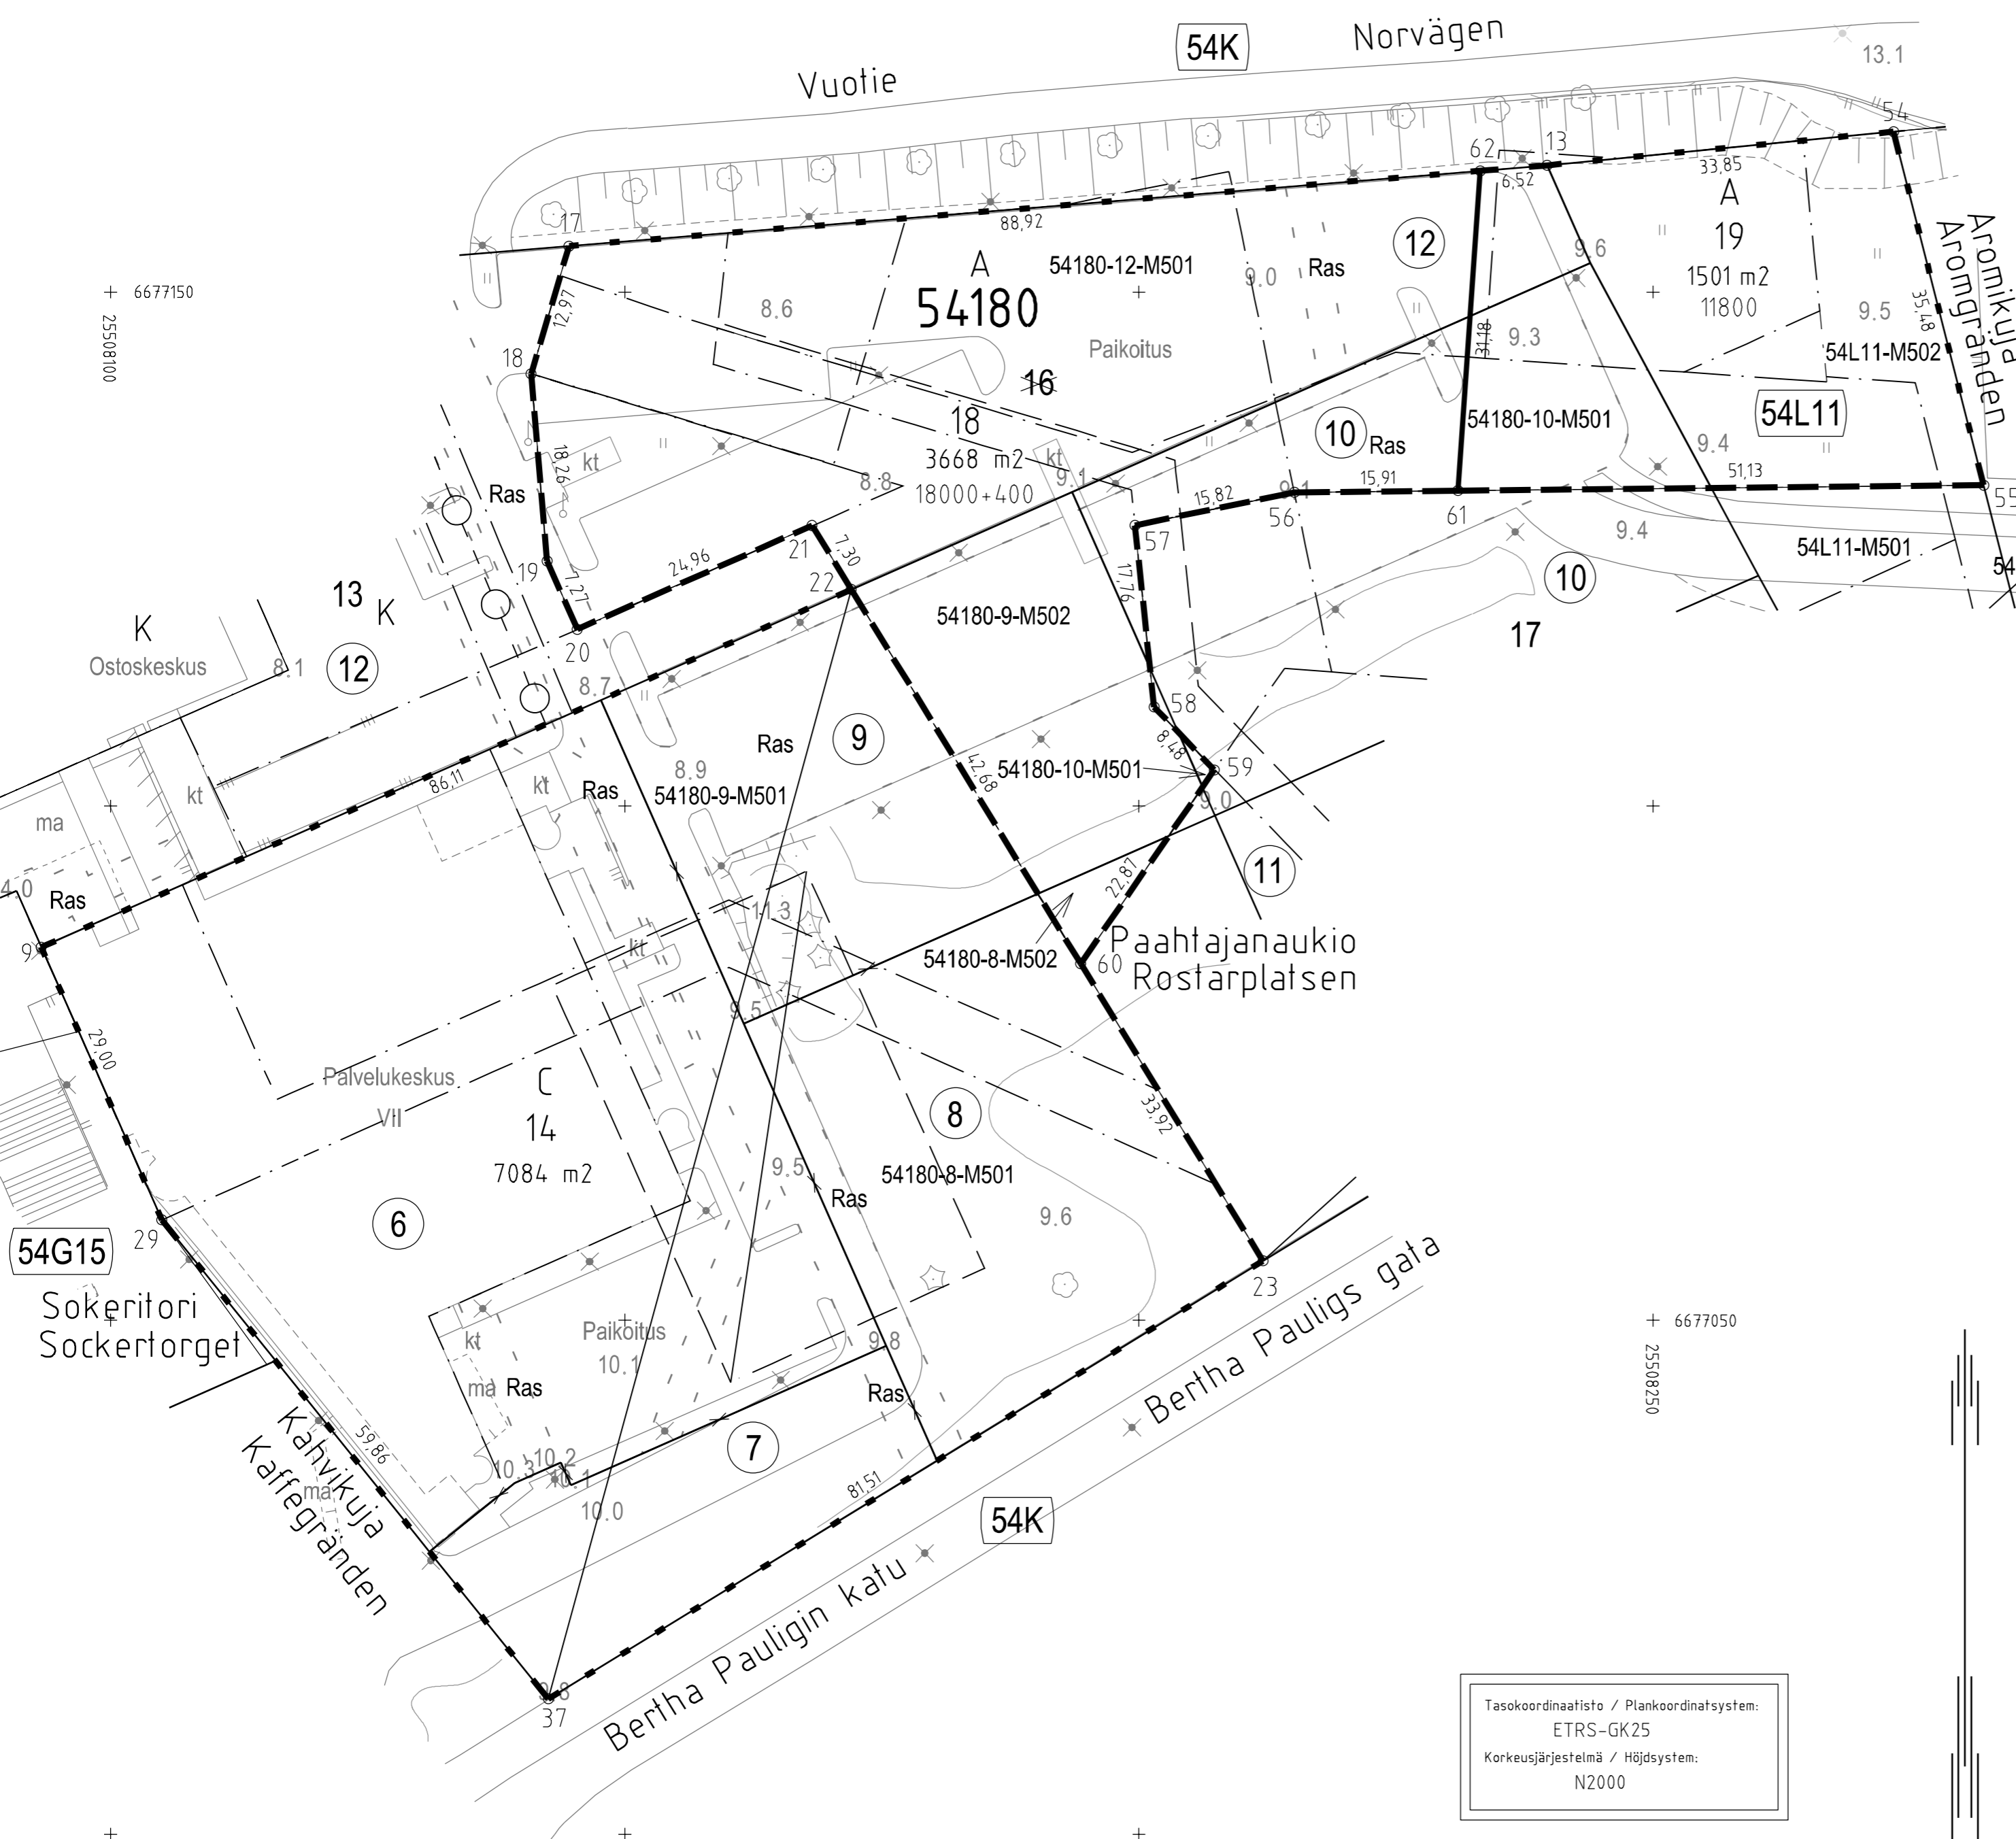 54K
Norvägen
Vuotie
13.1
54
62
13
33,85
6,52
A
19
1501 m2
11800
17
88,92
12
9.6
A
54180-12-M501
9.0
Ras
54180
6677150
25508100
12,97
8.6
9.5
35,48
Aromikuja
Aromgränden
Paikoitus
31,18
9.3
54L11-M502
18
16
18
3668 m2
18000+400
10
Ras
54180-10-M501
54L11
9.4
kt
18,26
Ras
8.8
9.1
kt
51,13
15,91
15,82
9.1
56
61
55
57
21
7,30
24,96
19
7,27
22
9.4
54L11-M501
54
10
17
17,76
13
K
K
Ostoskeskus
8.1
12
20
8.7
54180-9-M502
58
8,48
59
9
Ras
8.9
54180-9-M501
42,68
54180-10-M501
9.0
kt
Ras
86,11
kt
ma
4.0
Ras
9
11
22,87
11.3
kt
54180-8-M502
60
Paahtajanaukio
Rostarplatsen
9.5
29,00
Palvelukeskus
VII
C
14
7084 m2
8
33,92
9.5
54180-8-M501
Ras
9.6
6
29
54G15
Sokeritori
Sockertorget
23
Paikoitus
10.1
kt
ma
Ras
9.8
Ras
6677050
25508250
Bertha Pauligs gata
Kahvikuja
Kaffegränden
59,86
ma
10.3
10.2
10.1
10.0
7
81,51
54K
Bertha Pauligin katu
9.8
37
Tasokoordinaatisto / Plankoordinatsystem:
ETRS-GK25
Korkeusjärjestelmä / Höjdsystem:
N2000